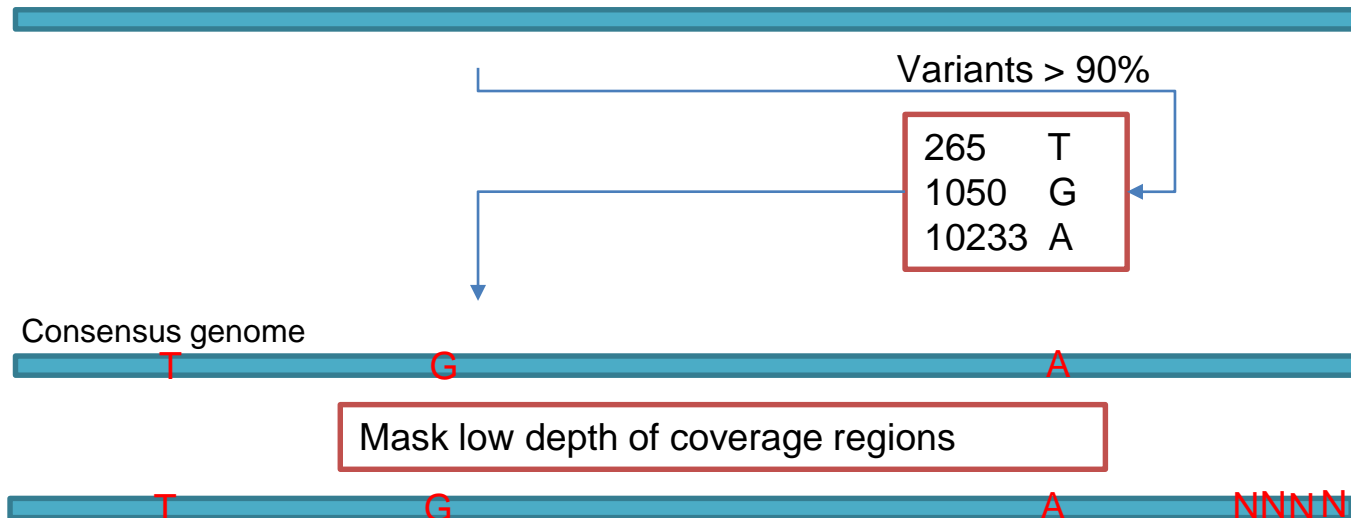 Variants > 90%
265 T
1050 G
10233 A
Consensus genome
T G A
Mask low depth of coverage regions
T G A NNNN